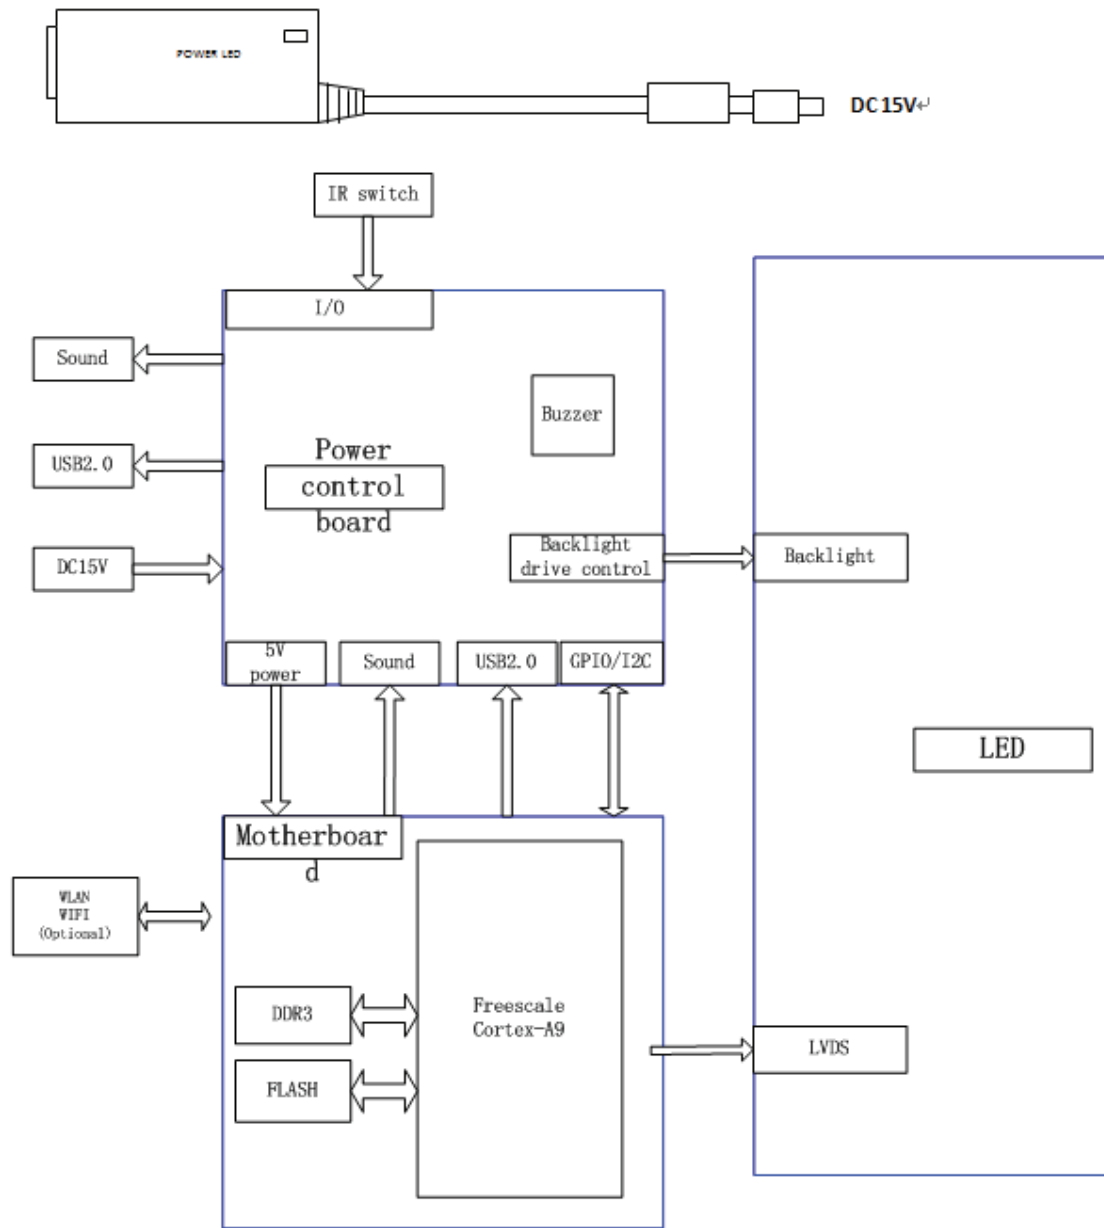 POWER LED
DC15V↵
IR switch
I/O
Sound
Buzzer
USB2.0
Power
control
board
DC15V
Backlight
drive control
Backlight
5V
power
Sound
USB2.0
GPIO/I2C
LED
Motherboar
d
WLAN
WIFI
(Optional)
DDR3
Freescale
Cortex-A9
LVDS
FLASH